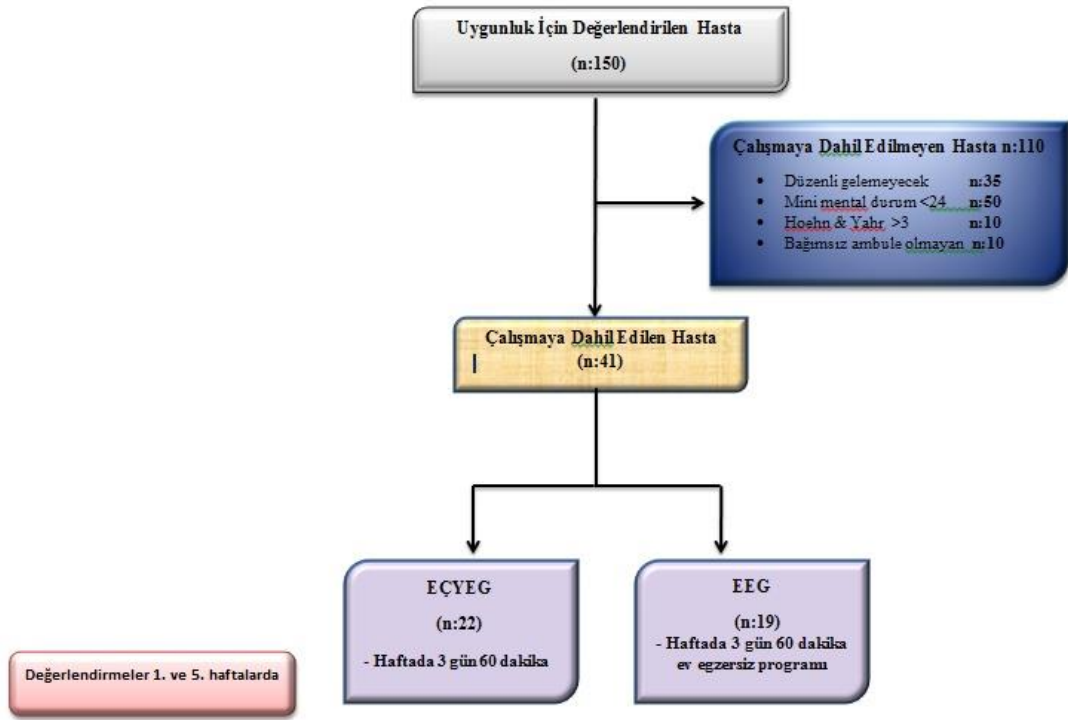 Uygunluk İçin Değerlendirilen Hasta
(n:150)
Çalışmaya Dahil Edilmeyen Hasta n:110
• Düzenli gelemeyecek n:35
• Mini mental durum <24 n:50
• Hoehn & Yahr >3 n:10
• Bağımsız ambule olmayan n:10
Çalışmaya Dahil Edilen Hasta
(n:41)
EÇYEG
(n:22)
- Haftada 3 gün 60 dakika
EEG
(n:19)
- Haftada 3 gün 60 dakika
ev egzersiz programı
Değerlendirmeler 1. ve 5. haftalarda